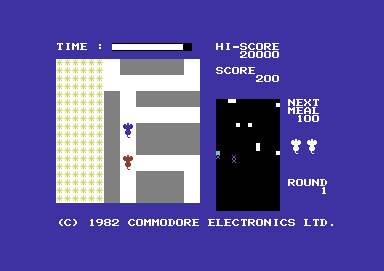 TIME :
HI-SCORE
20000
SCORE
200
NEXT
MEAL
100
ROUND
1
(C) 1982 COMMODORE ELECTRONICS LTD.